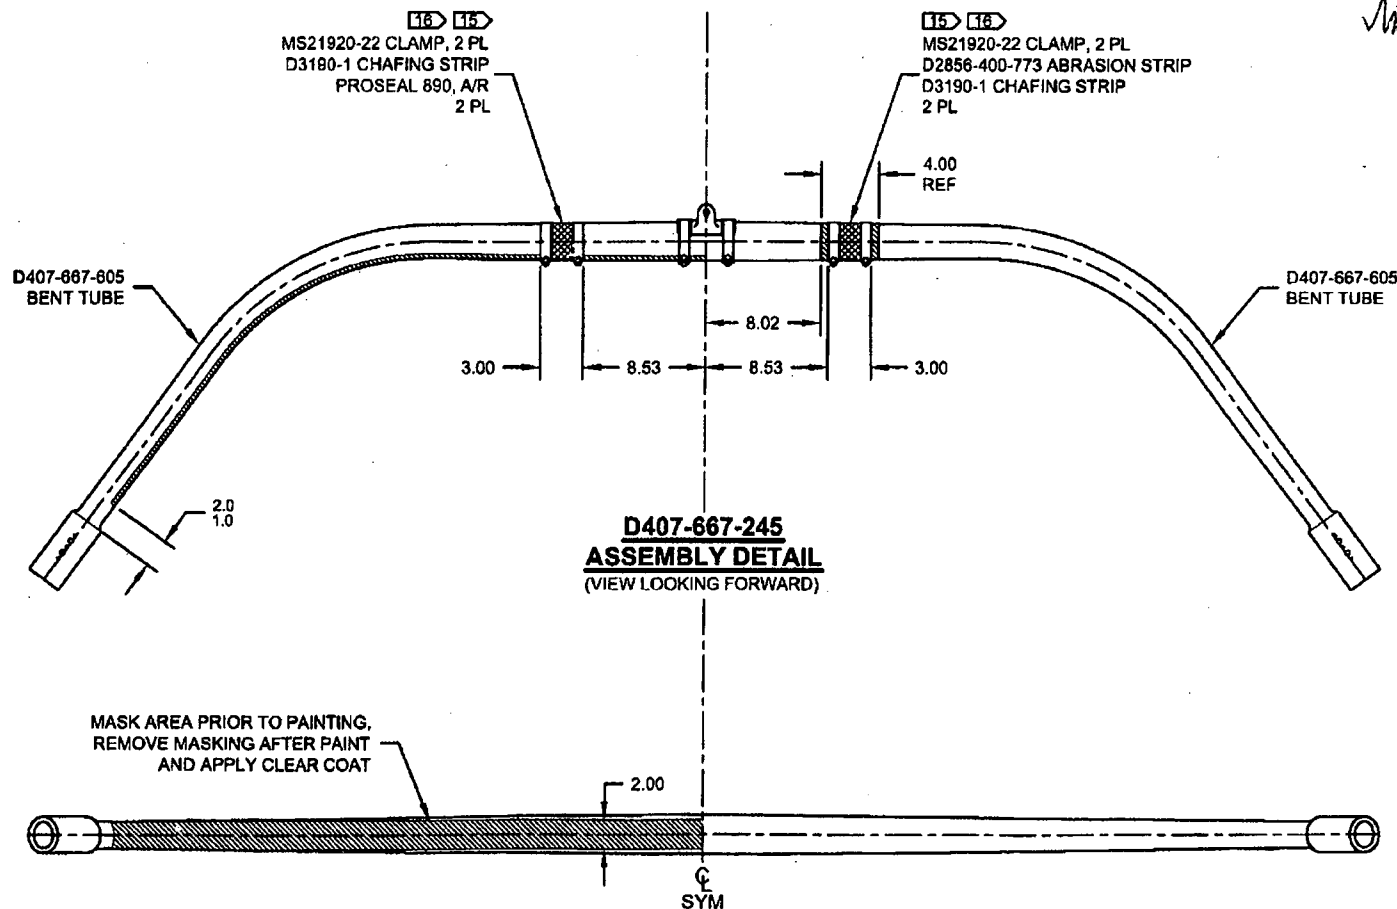 16 15
MS21920-22 CLAMP, 2 PL
D3190-1 CHAFING STRIP
PROSEAL 890, A/R
2 PL
15 16
MS21920-22 CLAMP, 2 PL
D2856-400-773 ABRASION STRIP
D3190-1 CHAFING STRIP
2 PL
4.00
REF
D407-667-605
BENT TUBE
D407-667-605
BENT TUBE
8.02
3.00
8.53
8.53
3.00
2.0
1.0
D407-667-245
ASSEMBLY DETAIL
(VIEW LOOKING FORWARD)
MASK AREA PRIOR TO PAINTING,
REMOVE MASKING AFTER PAINT
AND APPLY CLEAR COAT
2.00
℄
SYM